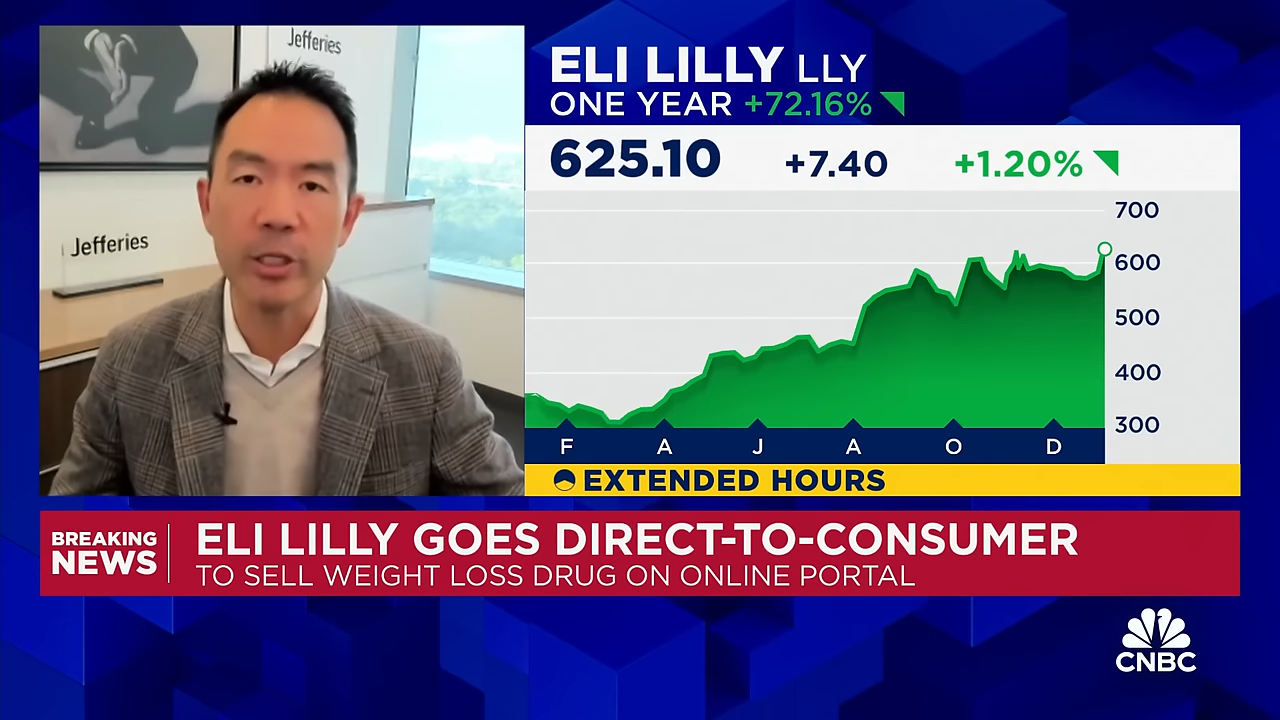 Jefferies
Jefferies
ELI LILLY LLY
ONE YEAR +72.16%
625.10 +7.40 +1.20%
700
600
500
400
300
F A J A O D
EXTENDED HOURS
BREAKING NEWS
ELI LILLY GOES DIRECT-TO-CONSUMER
TO SELL WEIGHT LOSS DRUG ON ONLINE PORTAL
CNBC